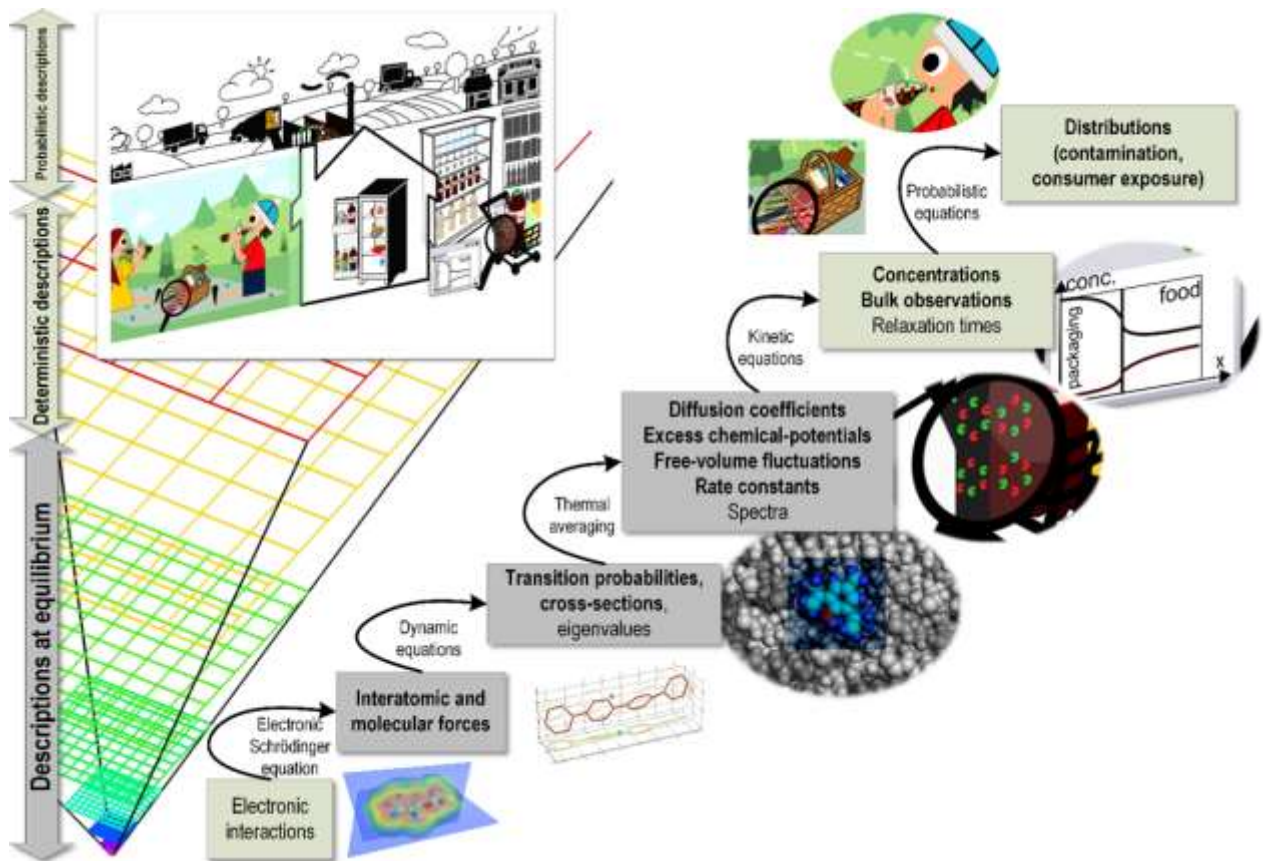 Probabilistic descriptions
Deterministic descriptions
Descriptions at equilibrium
Distributions
(contamination,
consumer exposure)
Probabilistic
equations
Concentrations
Bulk observations
Relaxation times
conc.
food
packaging
x
Kinetic
equations
Diffusion coefficients
Excess chemical-potentials
Free-volume fluctuations
Rate constants
Spectra
Thermal
averaging
Transition probabilities,
cross-sections,
eigenvalues
Dynamic
equations
Interatomic and
molecular forces
Electronic
Schrödinger
equation
Electronic
interactions